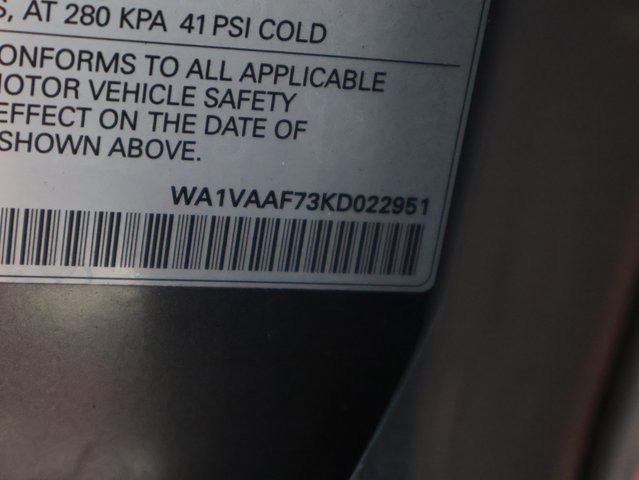 S, AT 280 KPA 41 PSI COLD
ONFORMS TO ALL APPLICABLE
MOTOR VEHICLE SAFETY
EFFECT ON THE DATE OF
SHOWN ABOVE.
WA1VAAF73KD022951